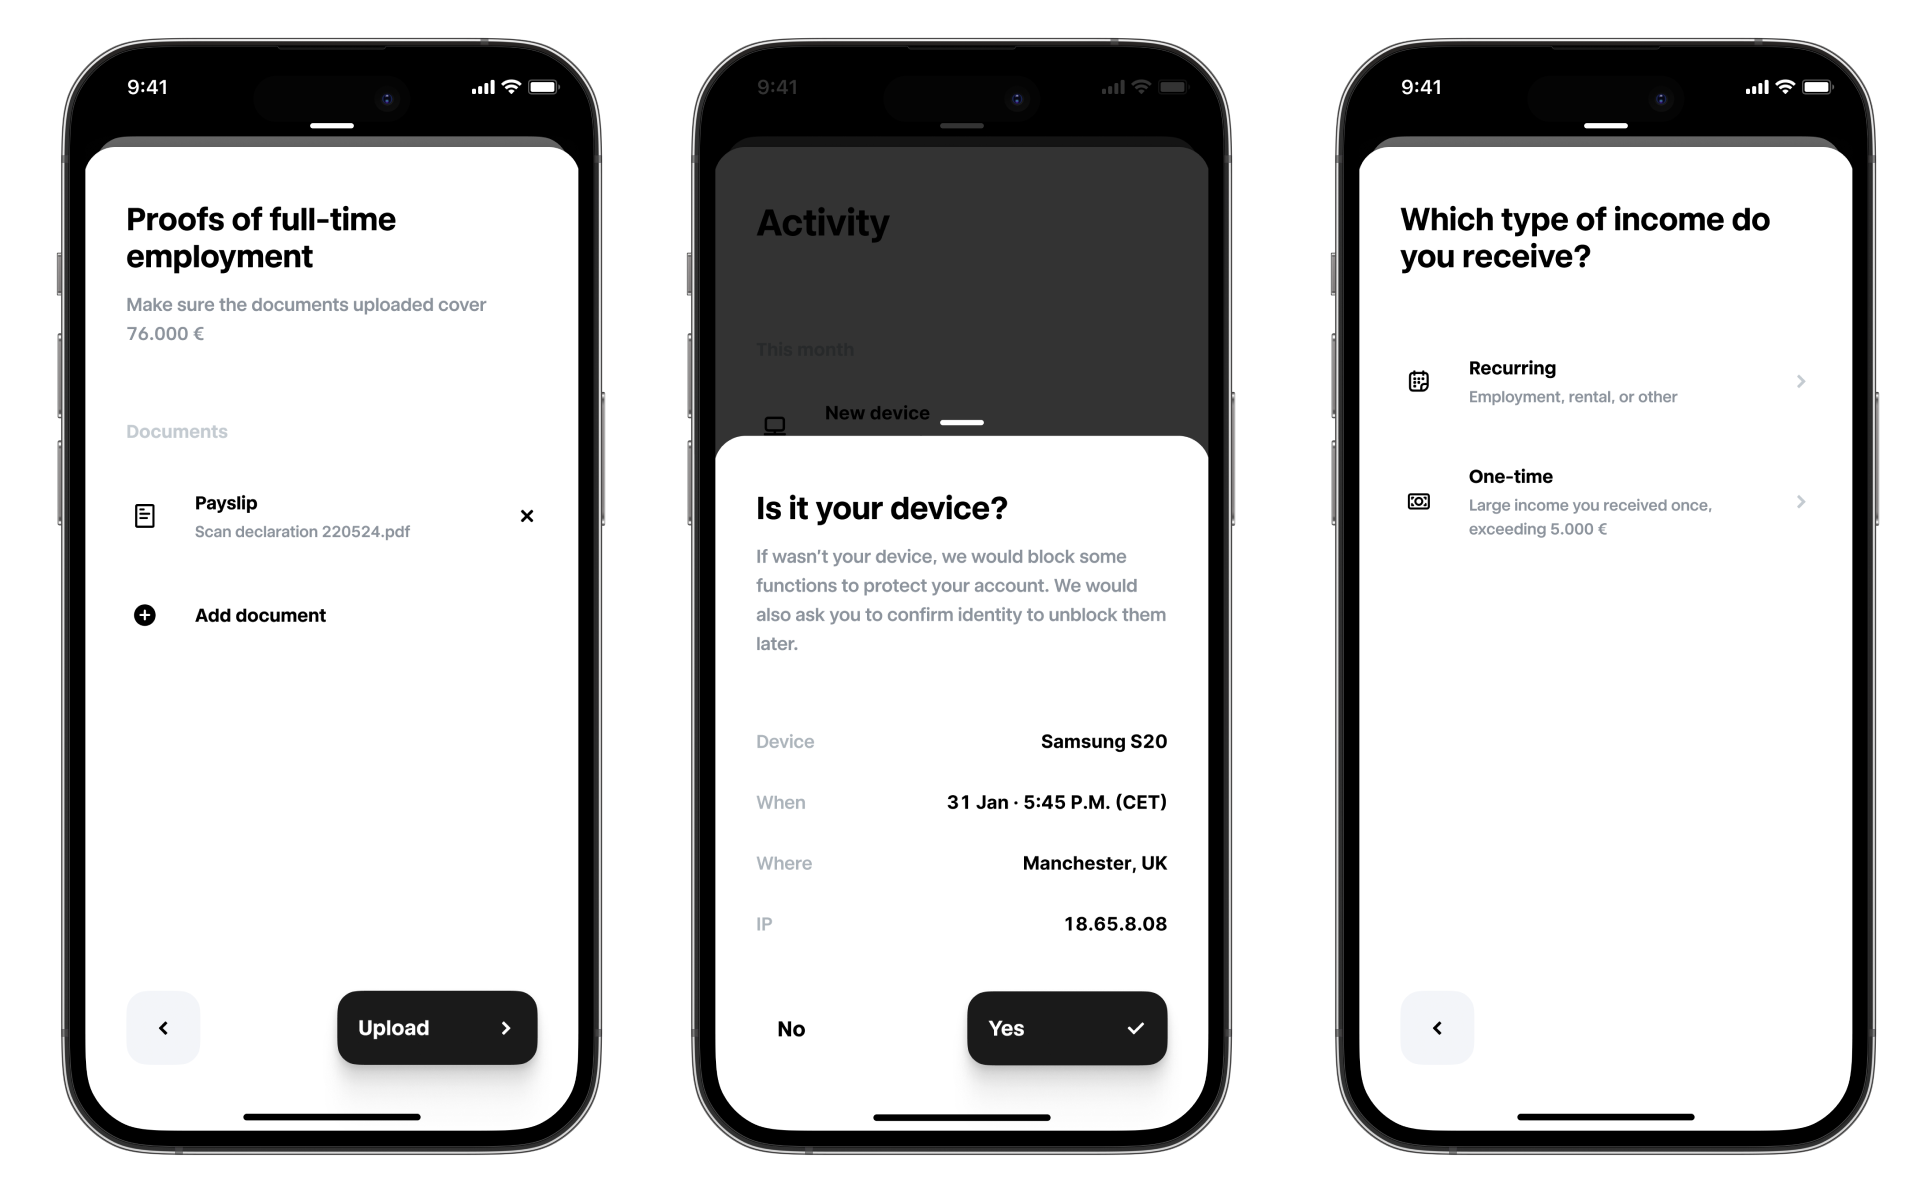 9:41
Proofs of full-time
employment
Make sure the documents uploaded cover
76.000 €
Documents
Payslip
Scan declaration 220524.pdf
Add document
Upload
9:41
Activity
This month
New device
Is it your device?
If wasn't your device, we would block some
functions to protect your account. We would
also ask you to confirm identity to unblock them
later.
Device
Samsung S20
When
31 Jan · 5:45 P.M. (CET)
Where
Manchester, UK
IP
18.65.8.08
No
Yes
9:41
Which type of income do
you receive?
Recurring
Employment, rental, or other
One-time
Large income you received once,
exceeding 5.000 €